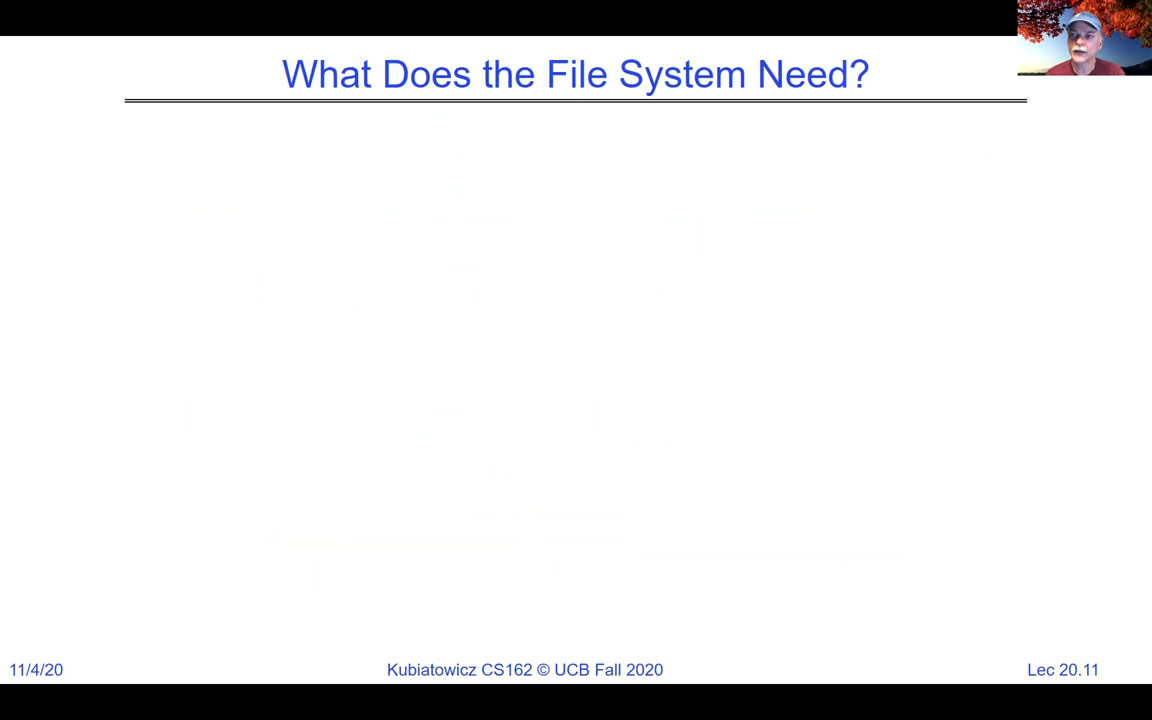 What Does the File System Need?
11/4/20
Kubiatowicz CS162 © UCB Fall 2020
Lec 20.11